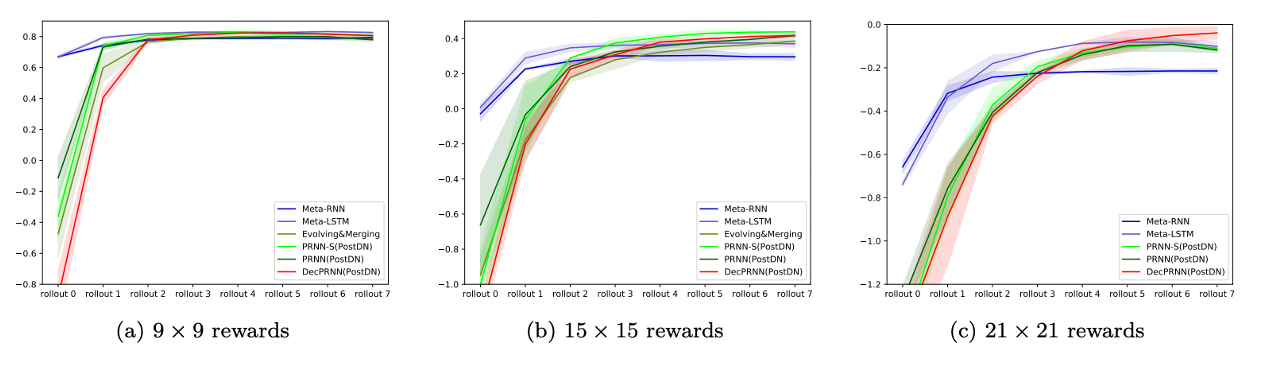 0.8
0.6
0.4
0.2
0.0
−0.2
−0.4
−0.6
−0.8
rollout 0 rollout 1 rollout 2 rollout 3 rollout 4 rollout 5 rollout 6 rollout 7
Meta-RNN
Meta-LSTM
Evolving&Merging
PRNN-S(PostDN)
PRNN(PostDN)
DecPRNN(PostDN)
(a) 9 × 9 rewards
0.4
0.2
0.0
−0.2
−0.4
−0.6
−0.8
−1.0
rollout 0 rollout 1 rollout 2 rollout 3 rollout 4 rollout 5 rollout 6 rollout 7
Meta-RNN
Meta-LSTM
Evolving&Merging
PRNN-S(PostDN)
PRNN(PostDN)
DecPRNN(PostDN)
(b) 15 × 15 rewards
0.0
−0.2
−0.4
−0.6
−0.8
−1.0
−1.2
rollout 0 rollout 1 rollout 2 rollout 3 rollout 4 rollout 5 rollout 6 rollout 7
Meta-RNN
Meta-LSTM
PRNN-S(PostDN)
PRNN(PostDN)
DecPRNN(PostDN)
(c) 21 × 21 rewards